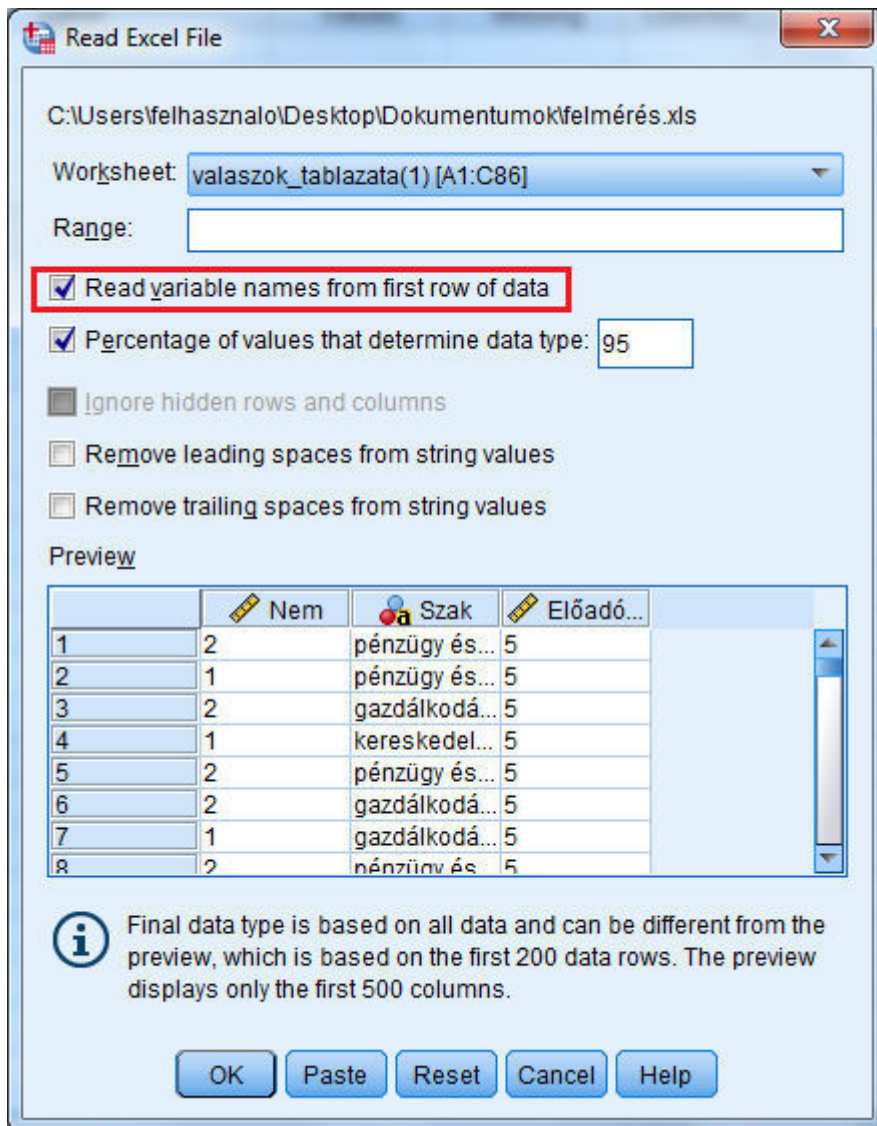 Read Excel File
C:\Users\felhasznalo\Desktop\Dokumentumok\felmérés.xls
Worksheet: valaszok_tablazata(1) [A1:C86]
Range:
Read variable names from first row of data
Percentage of values that determine data type: 95
Ignore hidden rows and columns
Remove leading spaces from string values
Remove trailing spaces from string values
Preview
Nem Szak Előadó...
1 2 pénzügy és... 5
2 1 pénzügy és... 5
3 2 gazdálkodá... 5
4 1 kereskedel... 5
5 2 pénzügy és... 5
6 2 gazdálkodá... 5
7 1 gazdálkodá... 5
8 2 pénzügy és... 5
Final data type is based on all data and can be different from the
preview, which is based on the first 200 data rows. The preview
displays only the first 500 columns.
OK Paste Reset Cancel Help